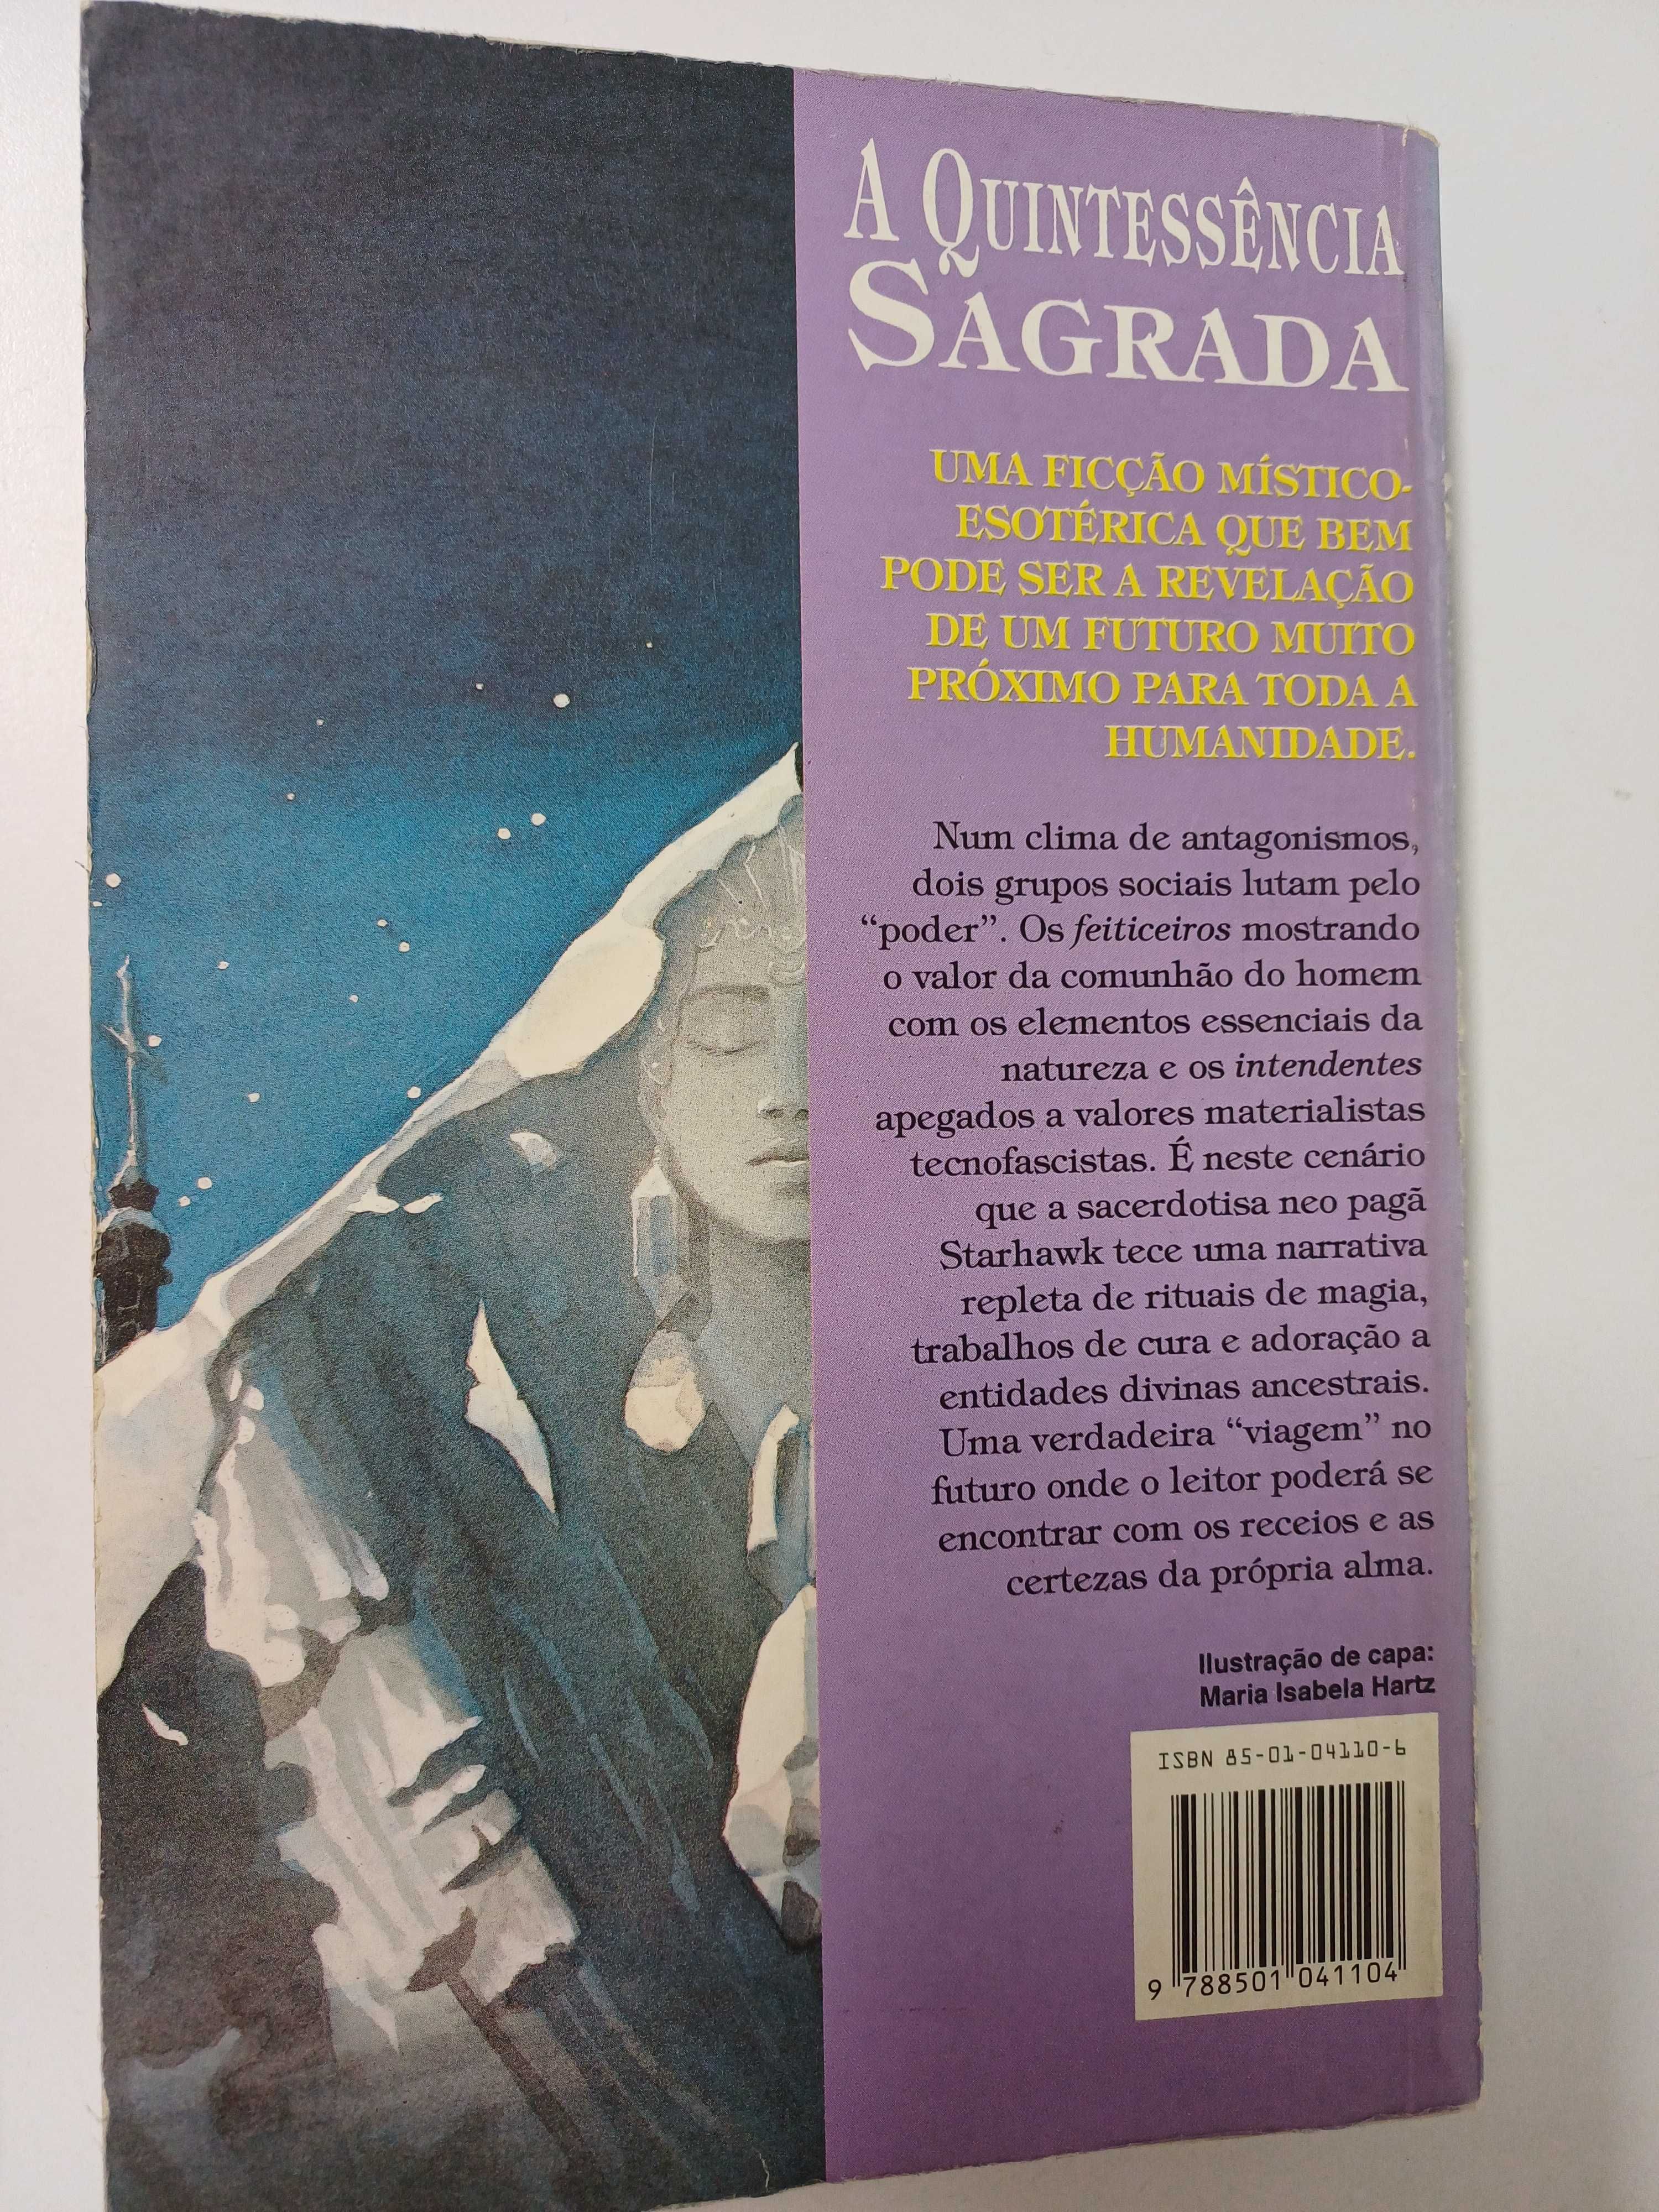 A QUINTESSÊNCIA
SAGRADA
UMA FICÇÃO MÍSTICO-
ESOTÉRICA QUE BEM
PODE SER A REVELAÇÃO
DE UM FUTURO MUITO
PRÓXIMO PARA TODA A
HUMANIDADE.
Num clima de antagonismos,
dois grupos sociais lutam pelo
“poder”. Os feiticeiros mostrando
o valor da comunhão do homem
com os elementos essenciais da
natureza e os intendentes
apegados a valores materialistas
tecnofascistas. É neste cenário
que a sacerdotisa neo pagã
Starhawk tece uma narrativa
repleta de rituais de magia,
trabalhos de cura e adoração a
entidades divinas ancestrais.
Uma verdadeira “viagem” no
futuro onde o leitor poderá se
encontrar com os receios e as
certezas da própria alma.
Ilustração de capa:
Maria Isabela Hartz
ISBN 85-01-04110-6
9 788501 041104